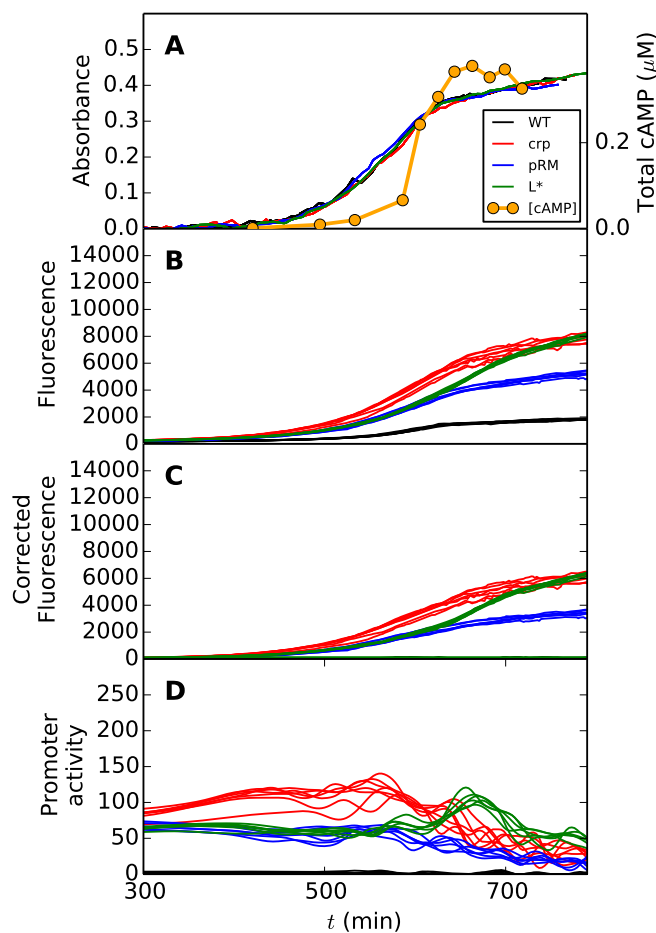 A
0.5
0.4
0.3
0.2
0.1
0.0
Absorbance
WT
crp
pRM
L*
[cAMP]
0.2
0.0
Total cAMP (μM)
B
14000
12000
10000
8000
6000
4000
2000
0
Fluorescence
C
14000
12000
10000
8000
6000
4000
2000
0
Corrected
Fluorescence
D
250
200
150
100
50
0
Promoter
activity
300
500
700
t (min)